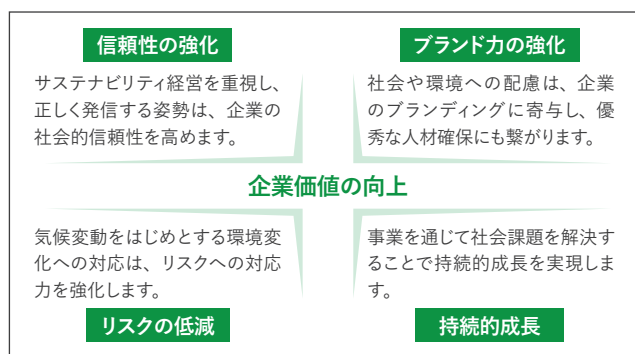 信頼性の強化
サステナビリティ経営を重視し、
正しく発信する姿勢は、企業の
社会的信頼性を高めます。
ブランド力の強化
社会や環境への配慮は、企業
のブランディングに寄与し、優
秀な人材確保にも繋がります。
企業価値の向上
気候変動をはじめとする環境変
化への対応は、リスクへの対応
力を強化します。
リスクの低減
事業を通じて社会課題を解決す
ることで持続的成長を実現しま
す。
持続的成長